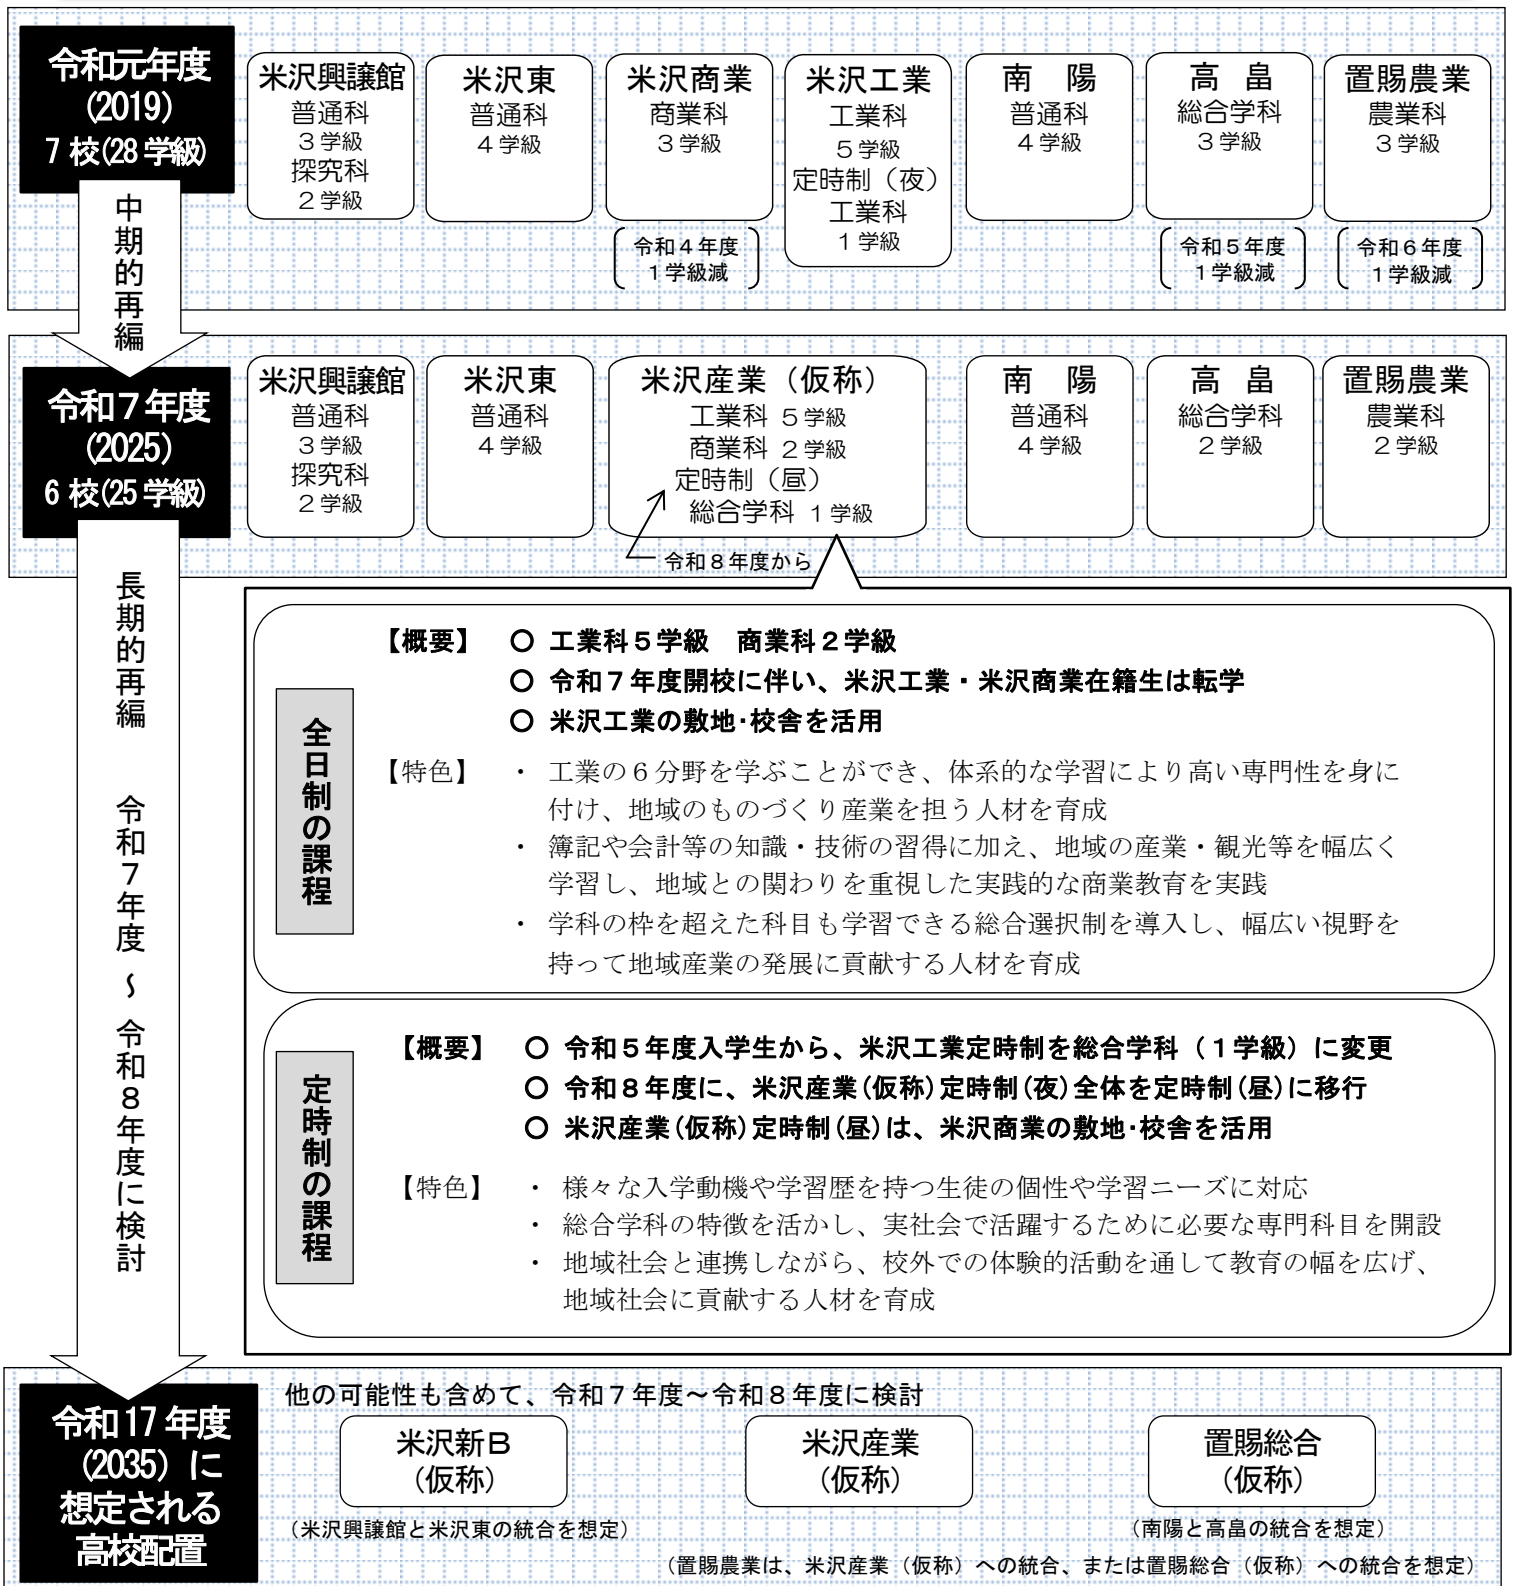 令和元年度
(2019)
7 校(28 学級)
米沢興譲館
普通科
3学級
探究科
2学級
米沢東
普通科
4学級
米沢商業
商業科
3学級
令和4年度
1学級減
米沢工業
工業科
5学級
定時制（夜）
工業科
1学級
南　陽
普通科
4学級
高　畠
総合学科
3学級
令和5年度
1学級減
置賜農業
農業科
3学級
令和6年度
1学級減
中期的再編
令和７年度
(2025)
6 校(25 学級)
米沢興譲館
普通科
3学級
探究科
2学級
米沢東
普通科
4学級
米沢産業（仮称）
工業科 5学級
商業科 2学級
定時制（昼）
総合学科 1学級
令和８年度から
南　陽
普通科
4学級
高　畠
総合学科
2学級
置賜農業
農業科
2学級
長期的再編　令和７年度～令和８年度に検討
全日制の課程
【概要】　〇 工業科５学級　商業科２学級
〇 令和７年度開校に伴い、米沢工業・米沢商業在籍生は転学
〇 米沢工業の敷地･校舎を活用
【特色】　・ 工業の６分野を学ぶことができ、体系的な学習により高い専門性を身に
付け、地域のものづくり産業を担う人材を育成
・ 簿記や会計等の知識・技術の習得に加え、地域の産業・観光等を幅広く
学習し、地域との関わりを重視した実践的な商業教育を実践
・ 学科の枠を超えた科目も学習できる総合選択制を導入し、幅広い視野を
持って地域産業の発展に貢献する人材を育成
定時制の課程
【概要】　〇 令和５年度入学生から、米沢工業定時制を総合学科（１学級）に変更
〇 令和８年度に、米沢産業(仮称)定時制(夜)全体を定時制(昼)に移行
〇 米沢産業(仮称)定時制(昼)は、米沢商業の敷地･校舎を活用
【特色】　・ 様々な入学動機や学習歴を持つ生徒の個性や学習ニーズに対応
・ 総合学科の特徴を活かし、実社会で活躍するために必要な専門科目を開設
・ 地域社会と連携しながら、校外での体験的活動を通して教育の幅を広げ、
地域社会に貢献する人材を育成
令和17年度
(2035) に
想定される
高校配置
他の可能性も含めて、令和７年度～令和８年度に検討
米沢新Ｂ
(仮称)
(米沢興譲館と米沢東の統合を想定)
米沢産業
(仮称)
置賜総合
(仮称)
(南陽と高畠の統合を想定)
(置賜農業は、米沢産業（仮称）への統合、または置賜総合（仮称）への統合を想定)